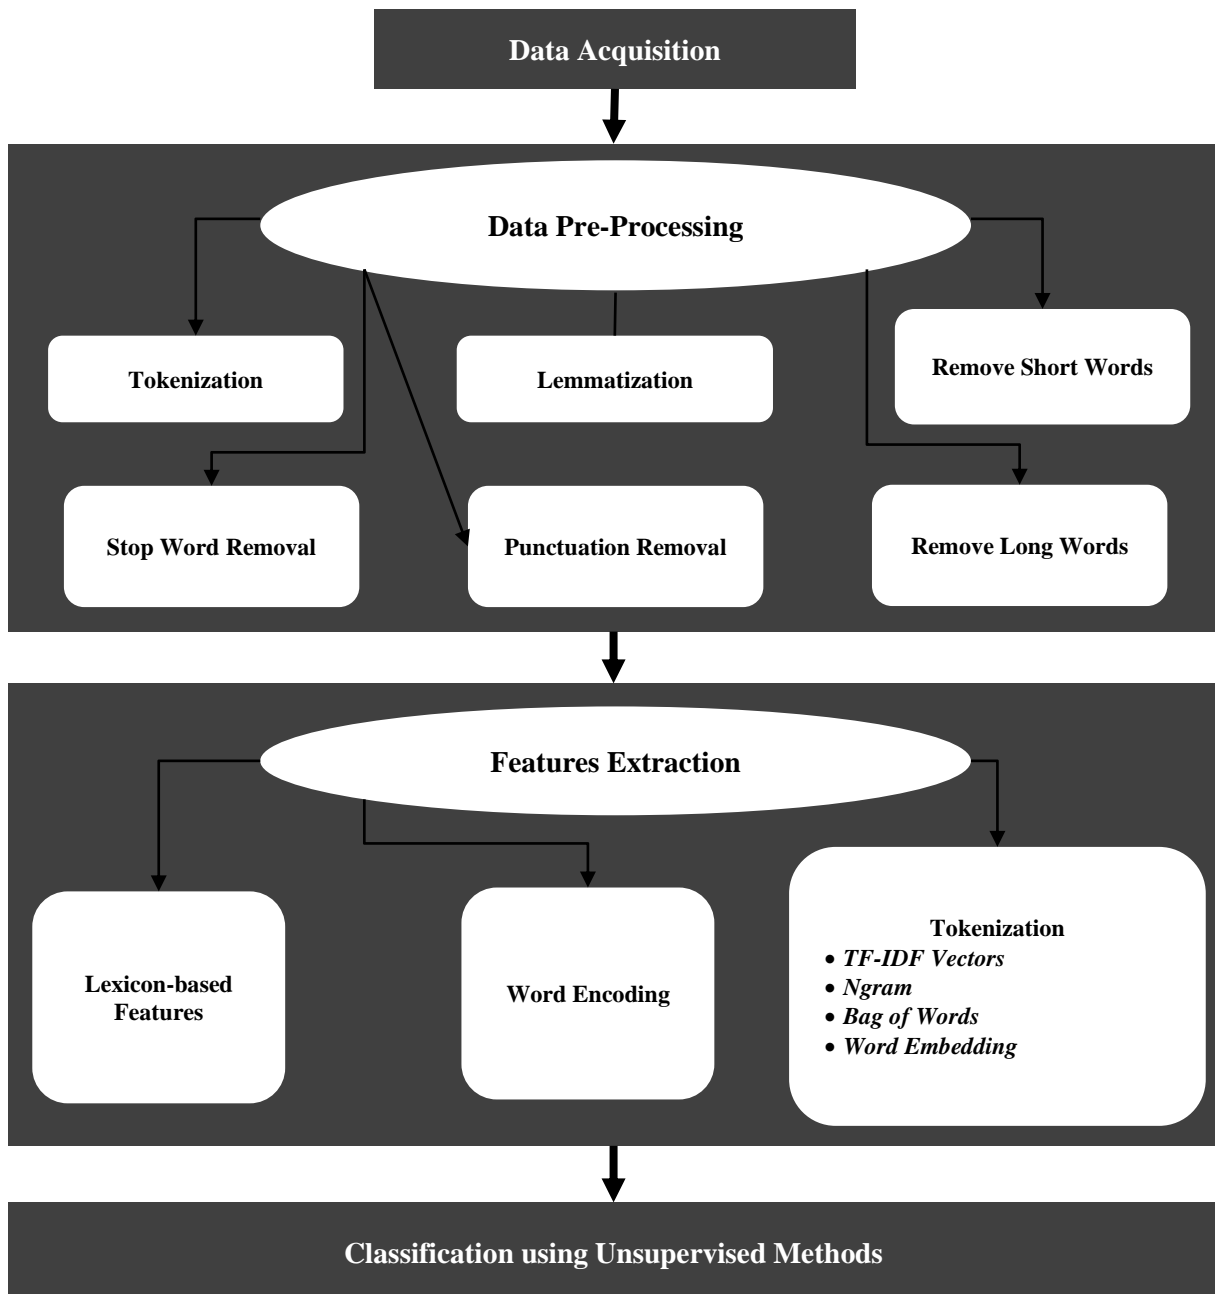 Data Acquisition
Data Pre-Processing
Tokenization
Lemmatization
Remove Short Words
Stop Word Removal
Punctuation Removal
Remove Long Words
Features Extraction
Lexicon-based
Features
Word Encoding
Tokenization
• TF-IDF Vectors
• Ngram
• Bag of Words
• Word Embedding
Classification using Unsupervised Methods